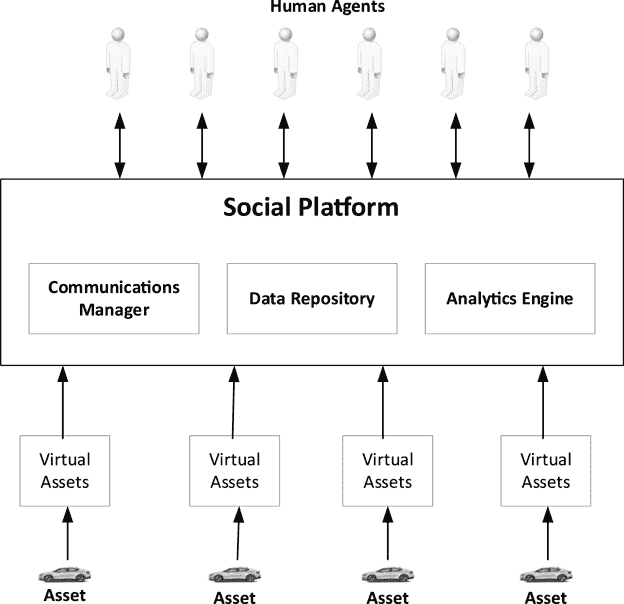 Human Agents
Social Platform
Communications
Manager
Data Repository
Analytics Engine
Virtual
Assets
Virtual
Assets
Virtual
Assets
Virtual
Assets
Asset
Asset
Asset
Asset